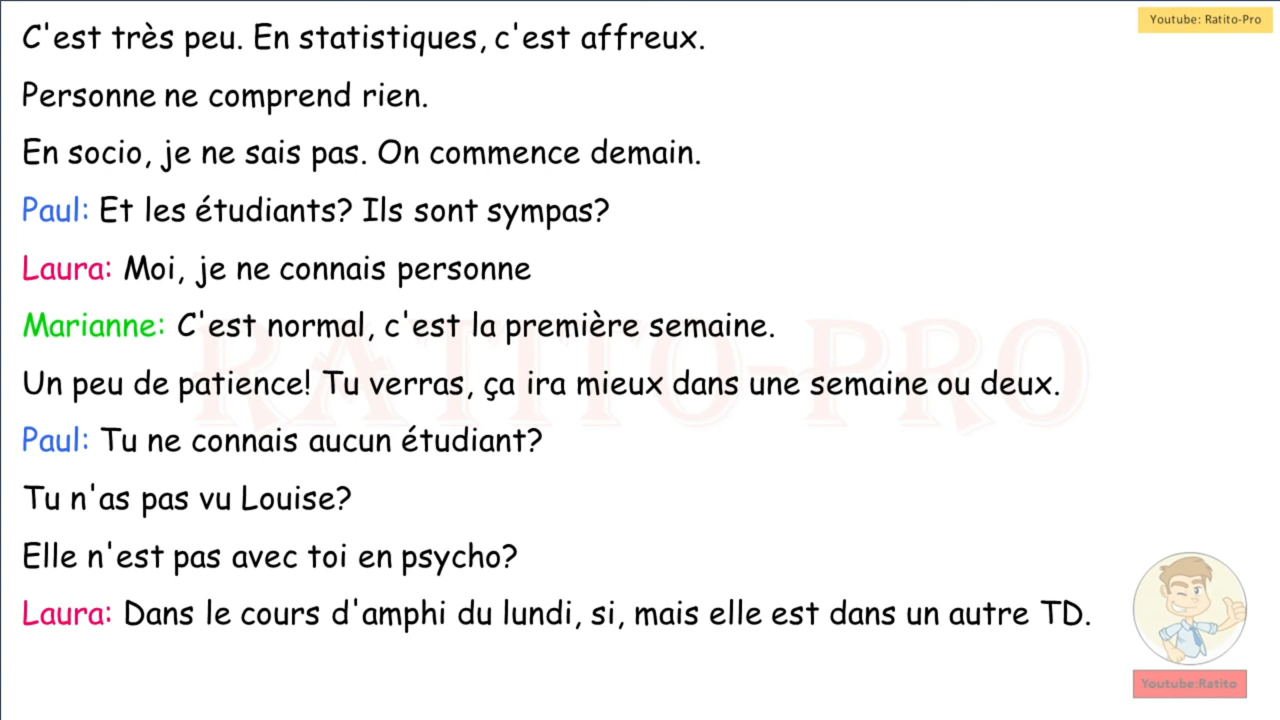 Youtube: Ratito-Pro
C'est très peu. En statistiques, c'est affreux.
Personne ne comprend rien.
En socio, je ne sais pas. On commence demain.
Paul: Et les étudiants? Ils sont sympas?
Laura: Moi, je ne connais personne
Marianne: C'est normal, c'est la première semaine.
RATITO-PRO
Un peu de patience! Tu verras, ça ira mieux dans une semaine ou deux.
Paul: Tu ne connais aucun étudiant?
Tu n'as pas vu Louise?
Elle n'est pas avec toi en psycho?
Laura: Dans le cours d'amphi du lundi, si, mais elle est dans un autre TD.
Youtube:Ratito